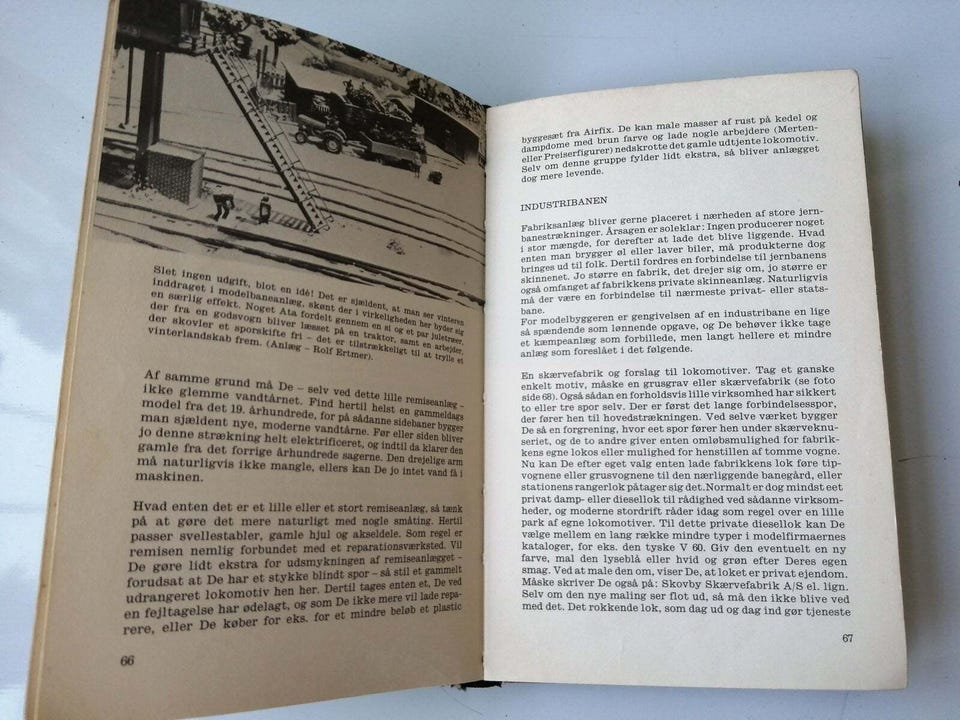 Slet ingen udgift, blot en idé! Det er sjældent, at man ser vinteren
inddraget i modelbaneanlæg, skønt der i virkeligheden her byder sig
en særlig effekt. Noget Ata fordelt gennem en si og et par juletræer,
der fra en godsvogn bliver læsset på en traktor, samt en arbejder,
der skovler et sporskifte fri – det er tilstrækkeligt til at trylle et
vinterlandskab frem. (Anlæg – Rolf Ertmer).
Af samme grund må De – selv ved dette lille remiseanlæg –
ikke glemme vandtårnet. Find hertil helst en gammeldags
model fra det 19. århundrede, for på sådanne sidebaner bygger
man sjældent nye, moderne vandtårne. Før eller siden bliver
jo denne strækning helt elektrificeret, og indtil da klarer den
gamle fra det forrige århundrede sagerne. Den drejelige arm
må naturligvis ikke mangle, ellers kan De jo intet vand få i
maskinen.
Hvad enten det er et lille eller et stort remiseanlæg, så tænk
på at gøre det mere naturligt med nogle småting. Hertil
passer svellestabler, gamle hjul og akseldele. Som regel er
remisen nemlig forbundet med et reparationsværksted. Vil
De gøre lidt ekstra for udsmykningen af remiseanlægget –
forudsat at De har et stykke blindt spor – så stil et gammelt
udrangeret lokomotiv hen her. Dertil tages enten et, De ved
en fejltagelse har ødelagt, og som De ikke mere vil lade repa-
rere, eller De køber for eks. for et mindre beløb et plastic
66
byggesæt fra Airfix. De kan male masser af rust på kedel og
dampdome med brun farve og lade nogle arbejdere (Merten-
eller Preiserfigurer) nedskrotte det gamle udtjente lokomotiv.
Selv om denne gruppe fylder lidt ekstra, så bliver anlægget
dog mere levende.
INDUSTRIBANEN
Fabriksanlæg bliver gerne placeret i nærheden af store jern-
banestrækninger. Årsagen er soleklar: Ingen producerer noget
i stor mængde, for derefter at lade det blive liggende. Hvad
enten man brygger øl eller laver biler, må produkterne dog
bringes ud til folk. Dertil fordres en forbindelse til jernbanens
skinnenet. Jo større en fabrik, det drejer sig om, jo større er
også omfanget af fabrikkens private skinneanlæg. Naturligvis
må der være en forbindelse til nærmeste privat- eller stats-
bane.
For modelbyggeren er gengivelsen af en industribane en lige
så spændende som lønnende opgave, og De behøver ikke tage
et kæmpeanlæg som forbillede, men langt hellere et mindre
anlæg som foreslået i det følgende.
En skærvefabrik og forslag til lokomotiver. Tag et ganske
enkelt motiv, måske en grusgrav eller skærvefabrik (se foto
side 68). Også sådan en forholdsvis lille virksomhed har sikkert
to eller tre spor selv. Der er først det lange forbindelsesspor,
der fører hen til hovedstrækningen. Ved selve værket bygger
De så en forgrening, hvor eet spor fører hen under skærveknu-
seriet, og de to andre giver enten omløbsmulighed for fabrik-
kens egne lokos eller mulighed for henstillen af tomme vogne.
Nu kan De efter eget valg enten lade fabrikkens lok føre tip-
vognene eller grusvognene til den nærliggende banegård, eller
stationens rangerlok påtager sig det. Normalt er dog mindst eet
privat damp- eller diesellok til rådighed ved sådanne virksom-
heder, og moderne stordrift råder idag som regel over en lille
park af egne lokomotiver. Til dette private diesellok kan De
vælge mellem en lang række mindre typer i modelfirmaernes
kataloger, for eks. den tyske V 60. Giv den eventuelt en ny
farve, mal den lyseblå eller hvid og grøn efter Deres egen
smag. Ved at male den om, viser De, at loket er privat ejendom.
Måske skriver De også på: Skovby Skærvefabrik A/S el. lign.
Selv om den nye maling ser flot ud, så må den ikke blive ved
med det. Det rokkende lok, som dag ud og dag ind gør tjeneste
67